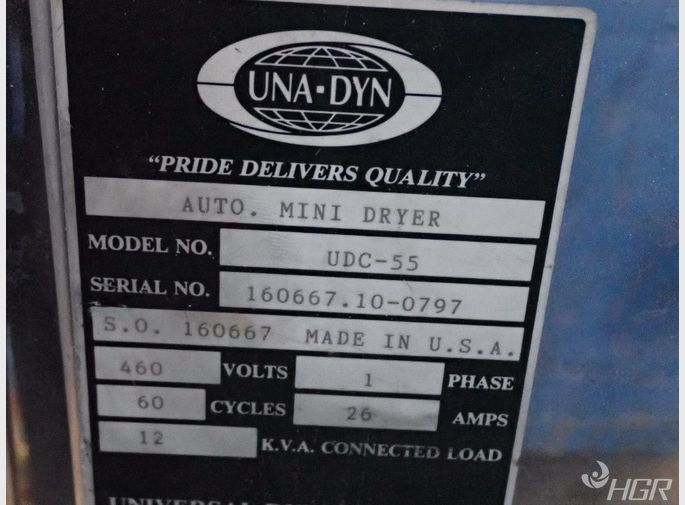 UNA-DYN
"PRIDE DELIVERS QUALITY"
AUTO. MINI DRYER
MODEL NO. UDC-55
SERIAL NO. 160667.10-0797
S.O. 160667 MADE IN U.S.A.
460 VOLTS 1 PHASE
60 CYCLES 26 AMPS
12 K.V.A. CONNECTED LOAD
UNIVERSAL
HGR